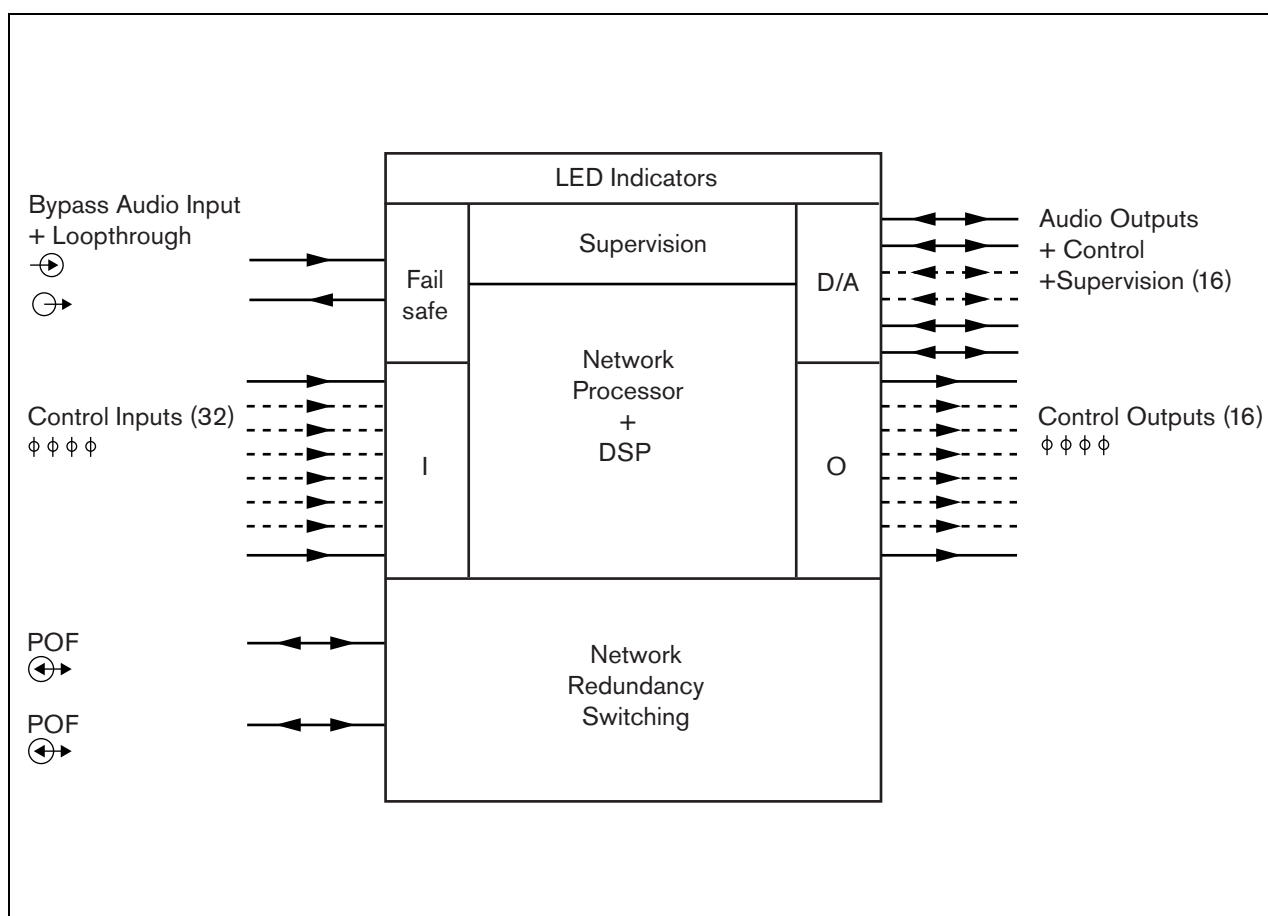 LED Indicators
Bypass Audio Input
+ Loopthrough
Supervision
Fail
safe
D/A
Audio Outputs
+ Control
+Supervision (16)
Network
Processor
+
DSP
Control Inputs (32)
I
O
Control Outputs (16)
POF
POF
Network
Redundancy
Switching